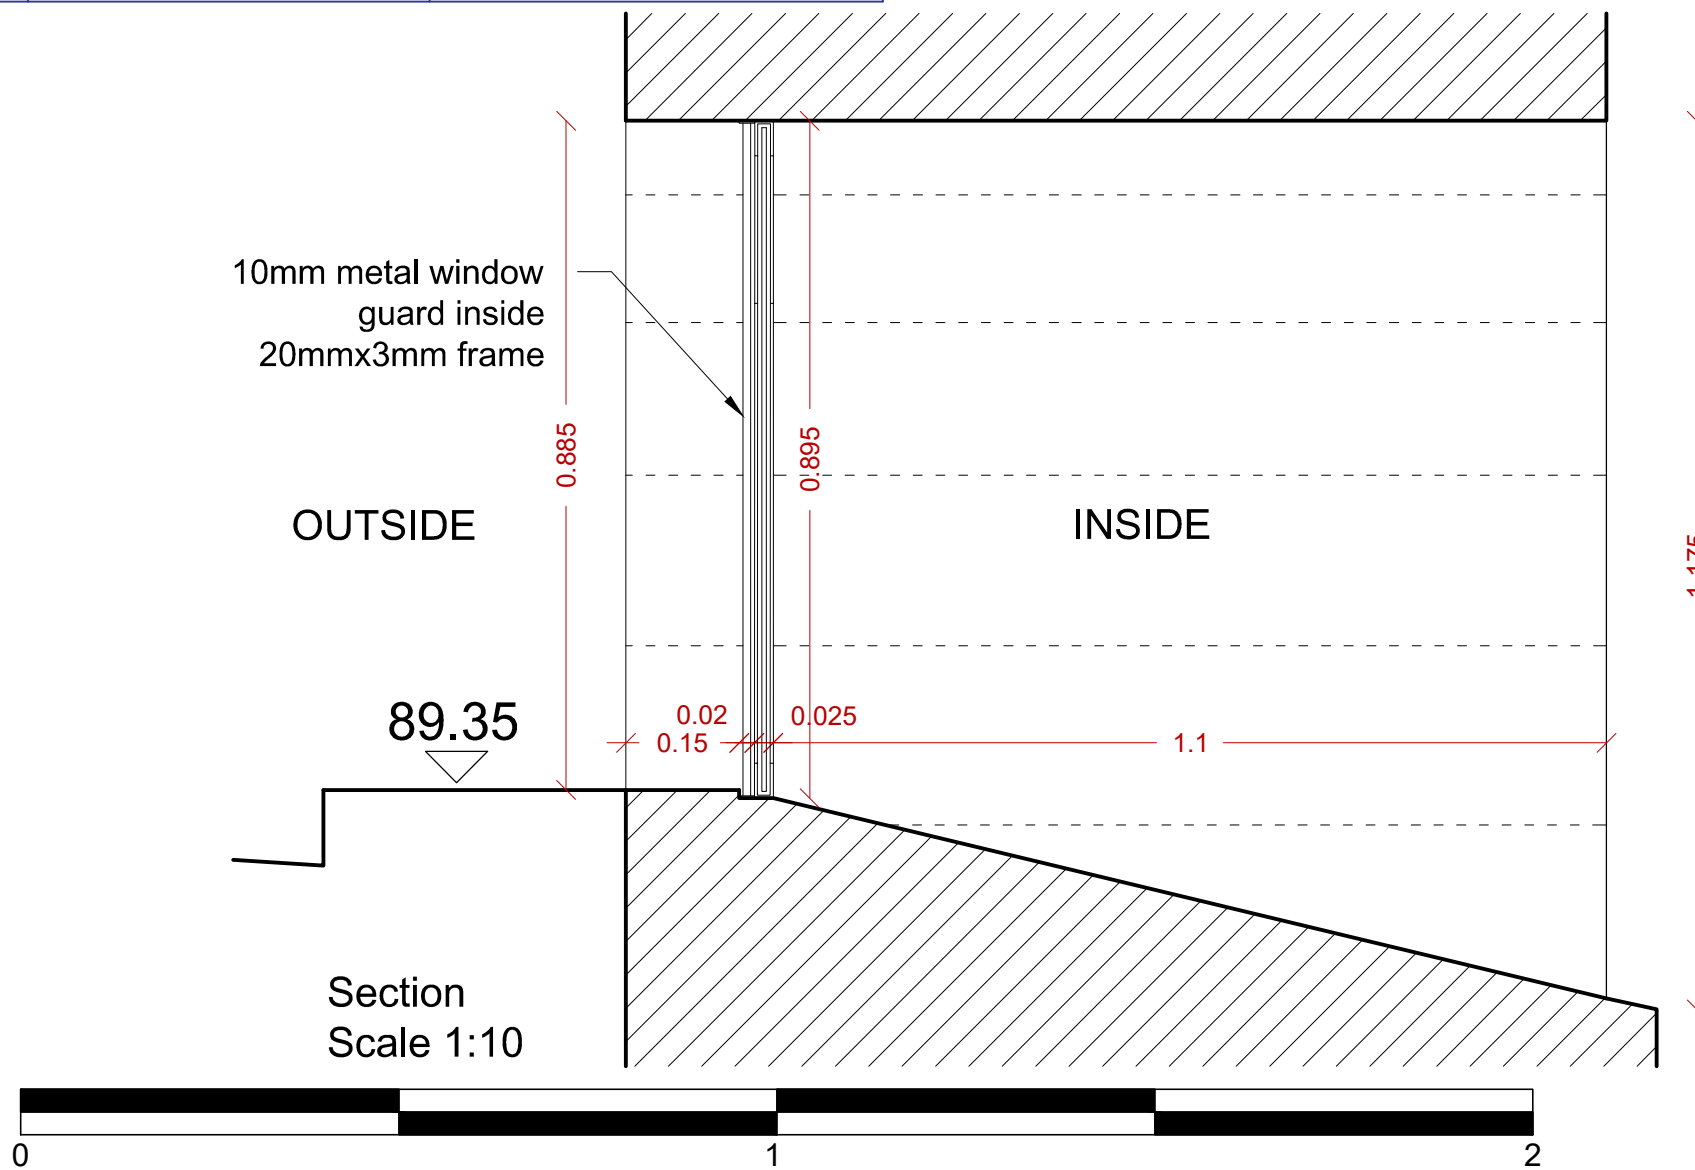 10mm metal window
guard inside
20mmx3mm frame
0.885
0.895
OUTSIDE
INSIDE
89.35
0.02
0.025
0.15
1.1
Section
Scale 1:10
0
1
2